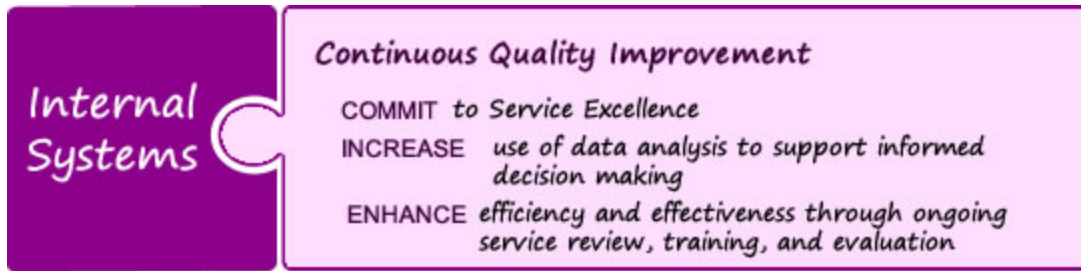 Internal
Systems
Continuous Quality Improvement
COMMIT to Service Excellence
INCREASE use of data analysis to support informed
decision making
ENHANCE efficiency and effectiveness through ongoing
service review, training, and evaluation